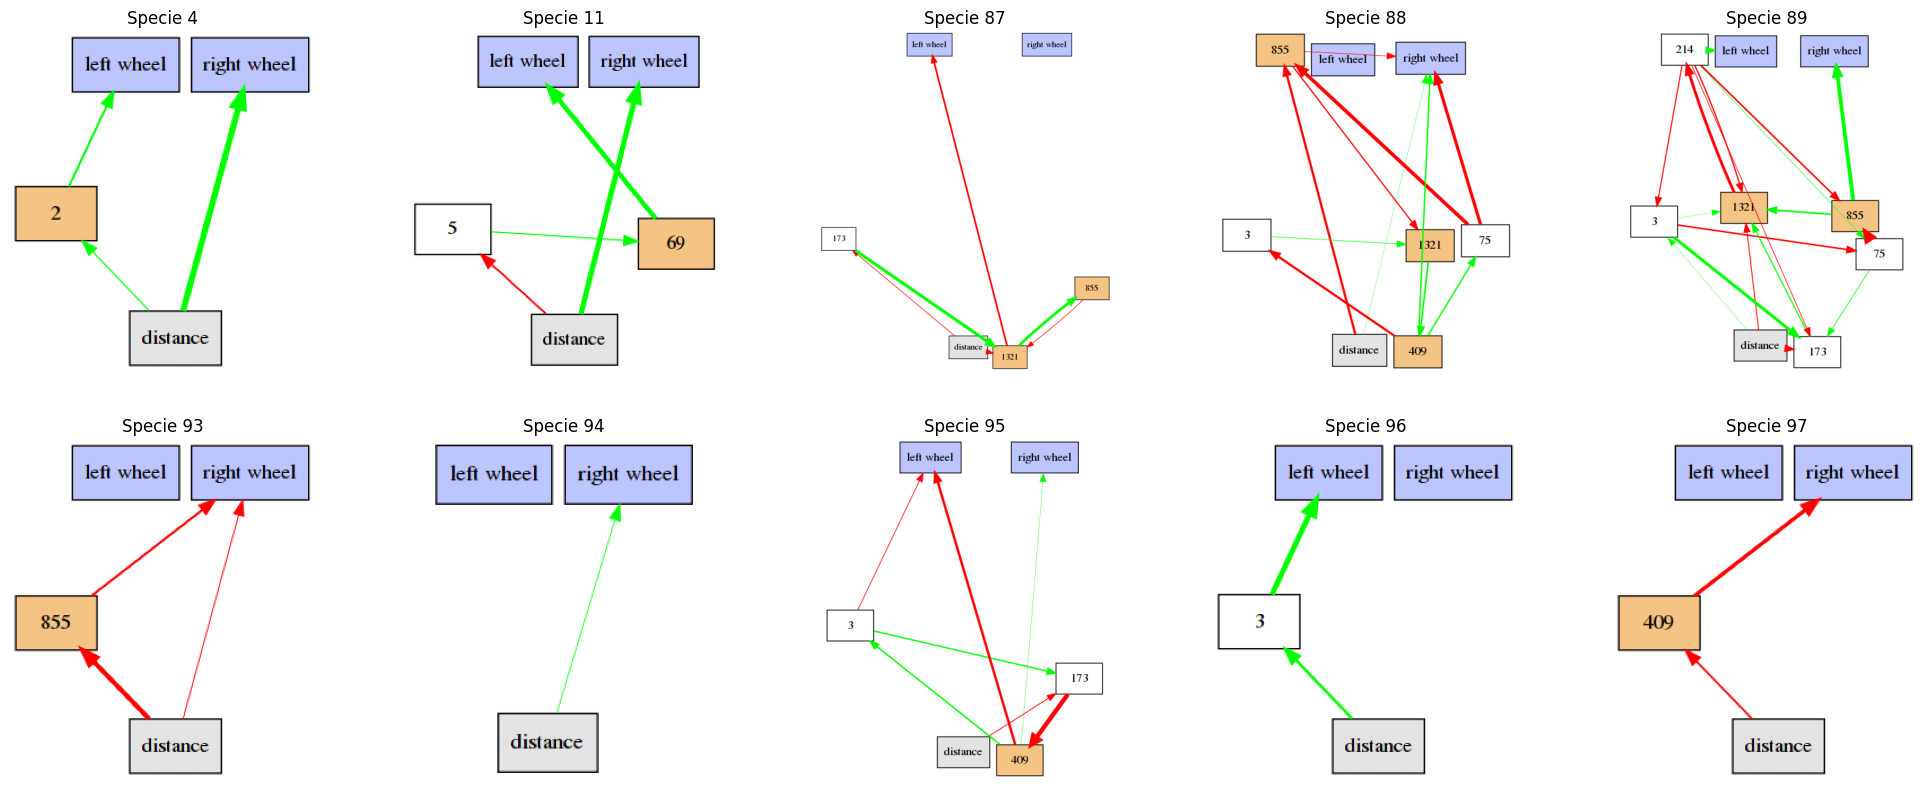 Specie 4
left wheel
right wheel
2
distance
Specie 11
left wheel
right wheel
5
69
distance
Specie 87
left wheel
right wheel
173
855
distance
1321
Specie 88
855
left wheel
right wheel
3
1321
75
distance
409
Specie 89
214
left wheel
right wheel
3
1321
855
75
distance
173
Specie 93
left wheel
right wheel
855
distance
Specie 94
left wheel
right wheel
distance
Specie 95
left wheel
right wheel
3
173
distance
409
Specie 96
left wheel
right wheel
3
distance
Specie 97
left wheel
right wheel
409
distance